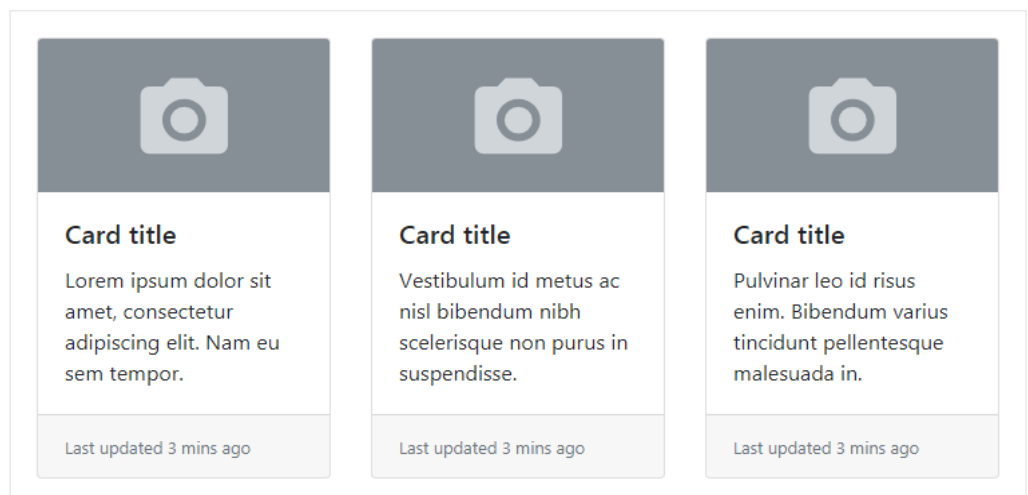 Card title
Lorem ipsum dolor sit
amet, consectetur
adipiscing elit. Nam eu
sem tempor.
Last updated 3 mins ago
Card title
Vestibulum id metus ac
nisl bibendum nibh
scelerisque non purus in
suspendisse.
Last updated 3 mins ago
Card title
Pulvinar leo id risus
enim. Bibendum varius
tincidunt pellentesque
malesuada in.
Last updated 3 mins ago